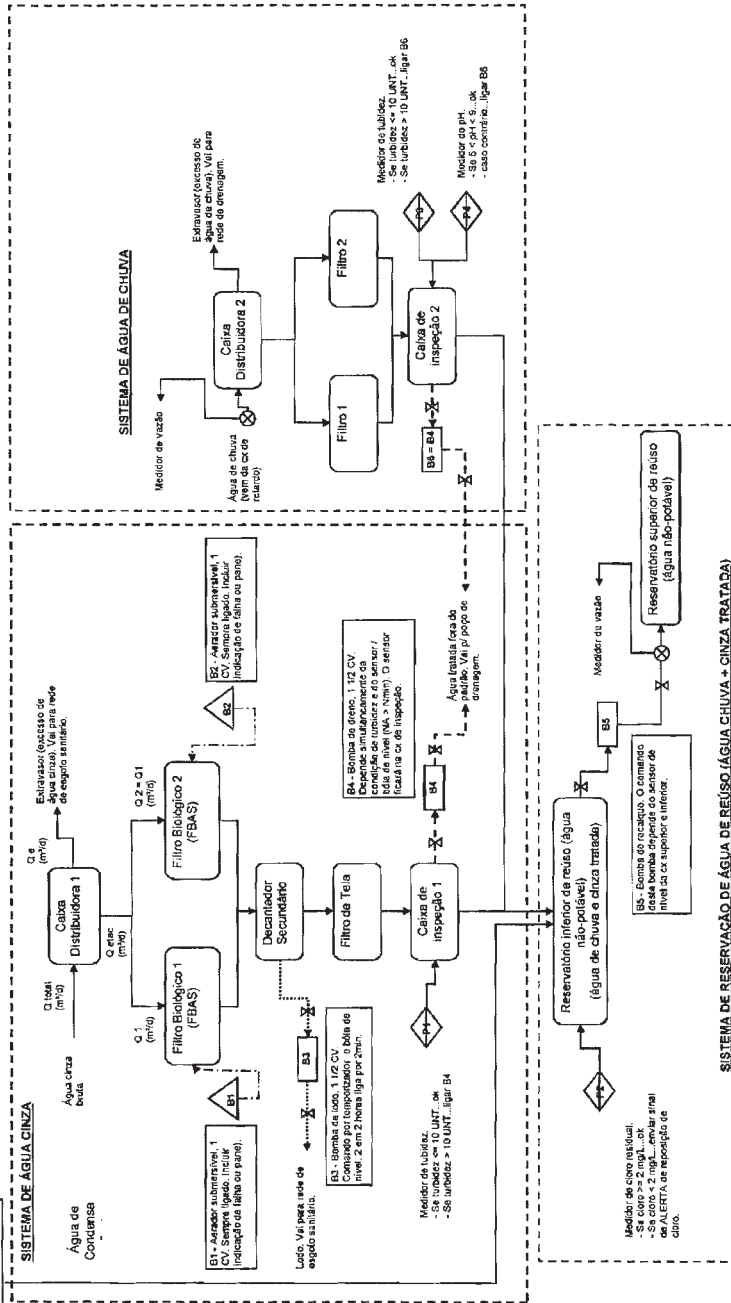 SISTEMA DE ÁGUA CINZA
Água de
Condensa
Água cinza
bruta
Q total
(m³/d)
Caixa
Distribuidora 1
Q e
(m³/d)
Extravasor (excesso de
água cinza). Vai para rede
de esgoto sanitário.
Q etac
(m³/d)
Q 1
(m³/d)
Q 2 = Q1
(m³/d)
Filtro Biológico 1
(FBAS)
Filtro Biológico 2
(FBAS)
B1
B1 - Aerador submersível, 1
CV. Sempre ligado. Incluir
indicação de falha ou pane).
B2
B2 - Aerador submersível, 1
CV. Sempre ligado. Incluir
indicação de falha ou pane).
Decantador
Secundário
B3
Lodo. Vai para rede de
esgoto sanitário.
B3 - Bomba de lodo, 1 1/2 CV.
Comando por temporizador e bóia de
nível. 2 em 2 horas liga por 2min.
Filtro de Tela
Caixa de
inspeção 1
P1
Medidor de tubidez.
- Se turbidez <= 10 UNT...ok
- Se turbidez > 10 UNT...ligar B4
B4
B4 - Bomba de dreno, 1 1/2 CV.
Depende simultancamente da
condição de turbidez e do sensor /
bóia de nível (NA > Nmin). O sensor
ficará na cx de inspeção.
Água tratada fora do
padrão. Vai p/ poço de
drenagem.
SISTEMA DE ÁGUA DE CHUVA
Medidor de vazão
Água de chuva
(vem da cx de
retardo)
Caixa
Distribuidora 2
Extravasor (excesso de
água de chuva). Vai para
rede de drenagem.
Filtro 1
Filtro 2
Caixa de
inspeção 2
B6 = B4
P3
Medidor de tubidez.
- Se turbidez <= 10 UNT...ok
- Se turbidez > 10 UNT...ligar B6
P4
Medidor de pH.
- Se 5 < pH < 9...ok
- caso contrário...ligar B6
Reservatório inferior de reúso (água
não-potável)
(água de chuva e cinza tratada)
P2
Medidor de cloro residual.
- Se cloro >= 2 mg/L...ok
- Se cloro < 2 mg/L...enviar sinal
de ALERTA de reposição de
cloro.
B5
B5 - Bomba de recalque. O comando
desta bomba depende do sensor de
nível da cx superior e inferior.
Medidor de vazão
Reservatório superior de reúso
(água não-potável)
SISTEMA DE RESERVAÇÃO DE ÁGUA DE REÚSO (ÁGUA CHUVA + CINZA TRATADA)